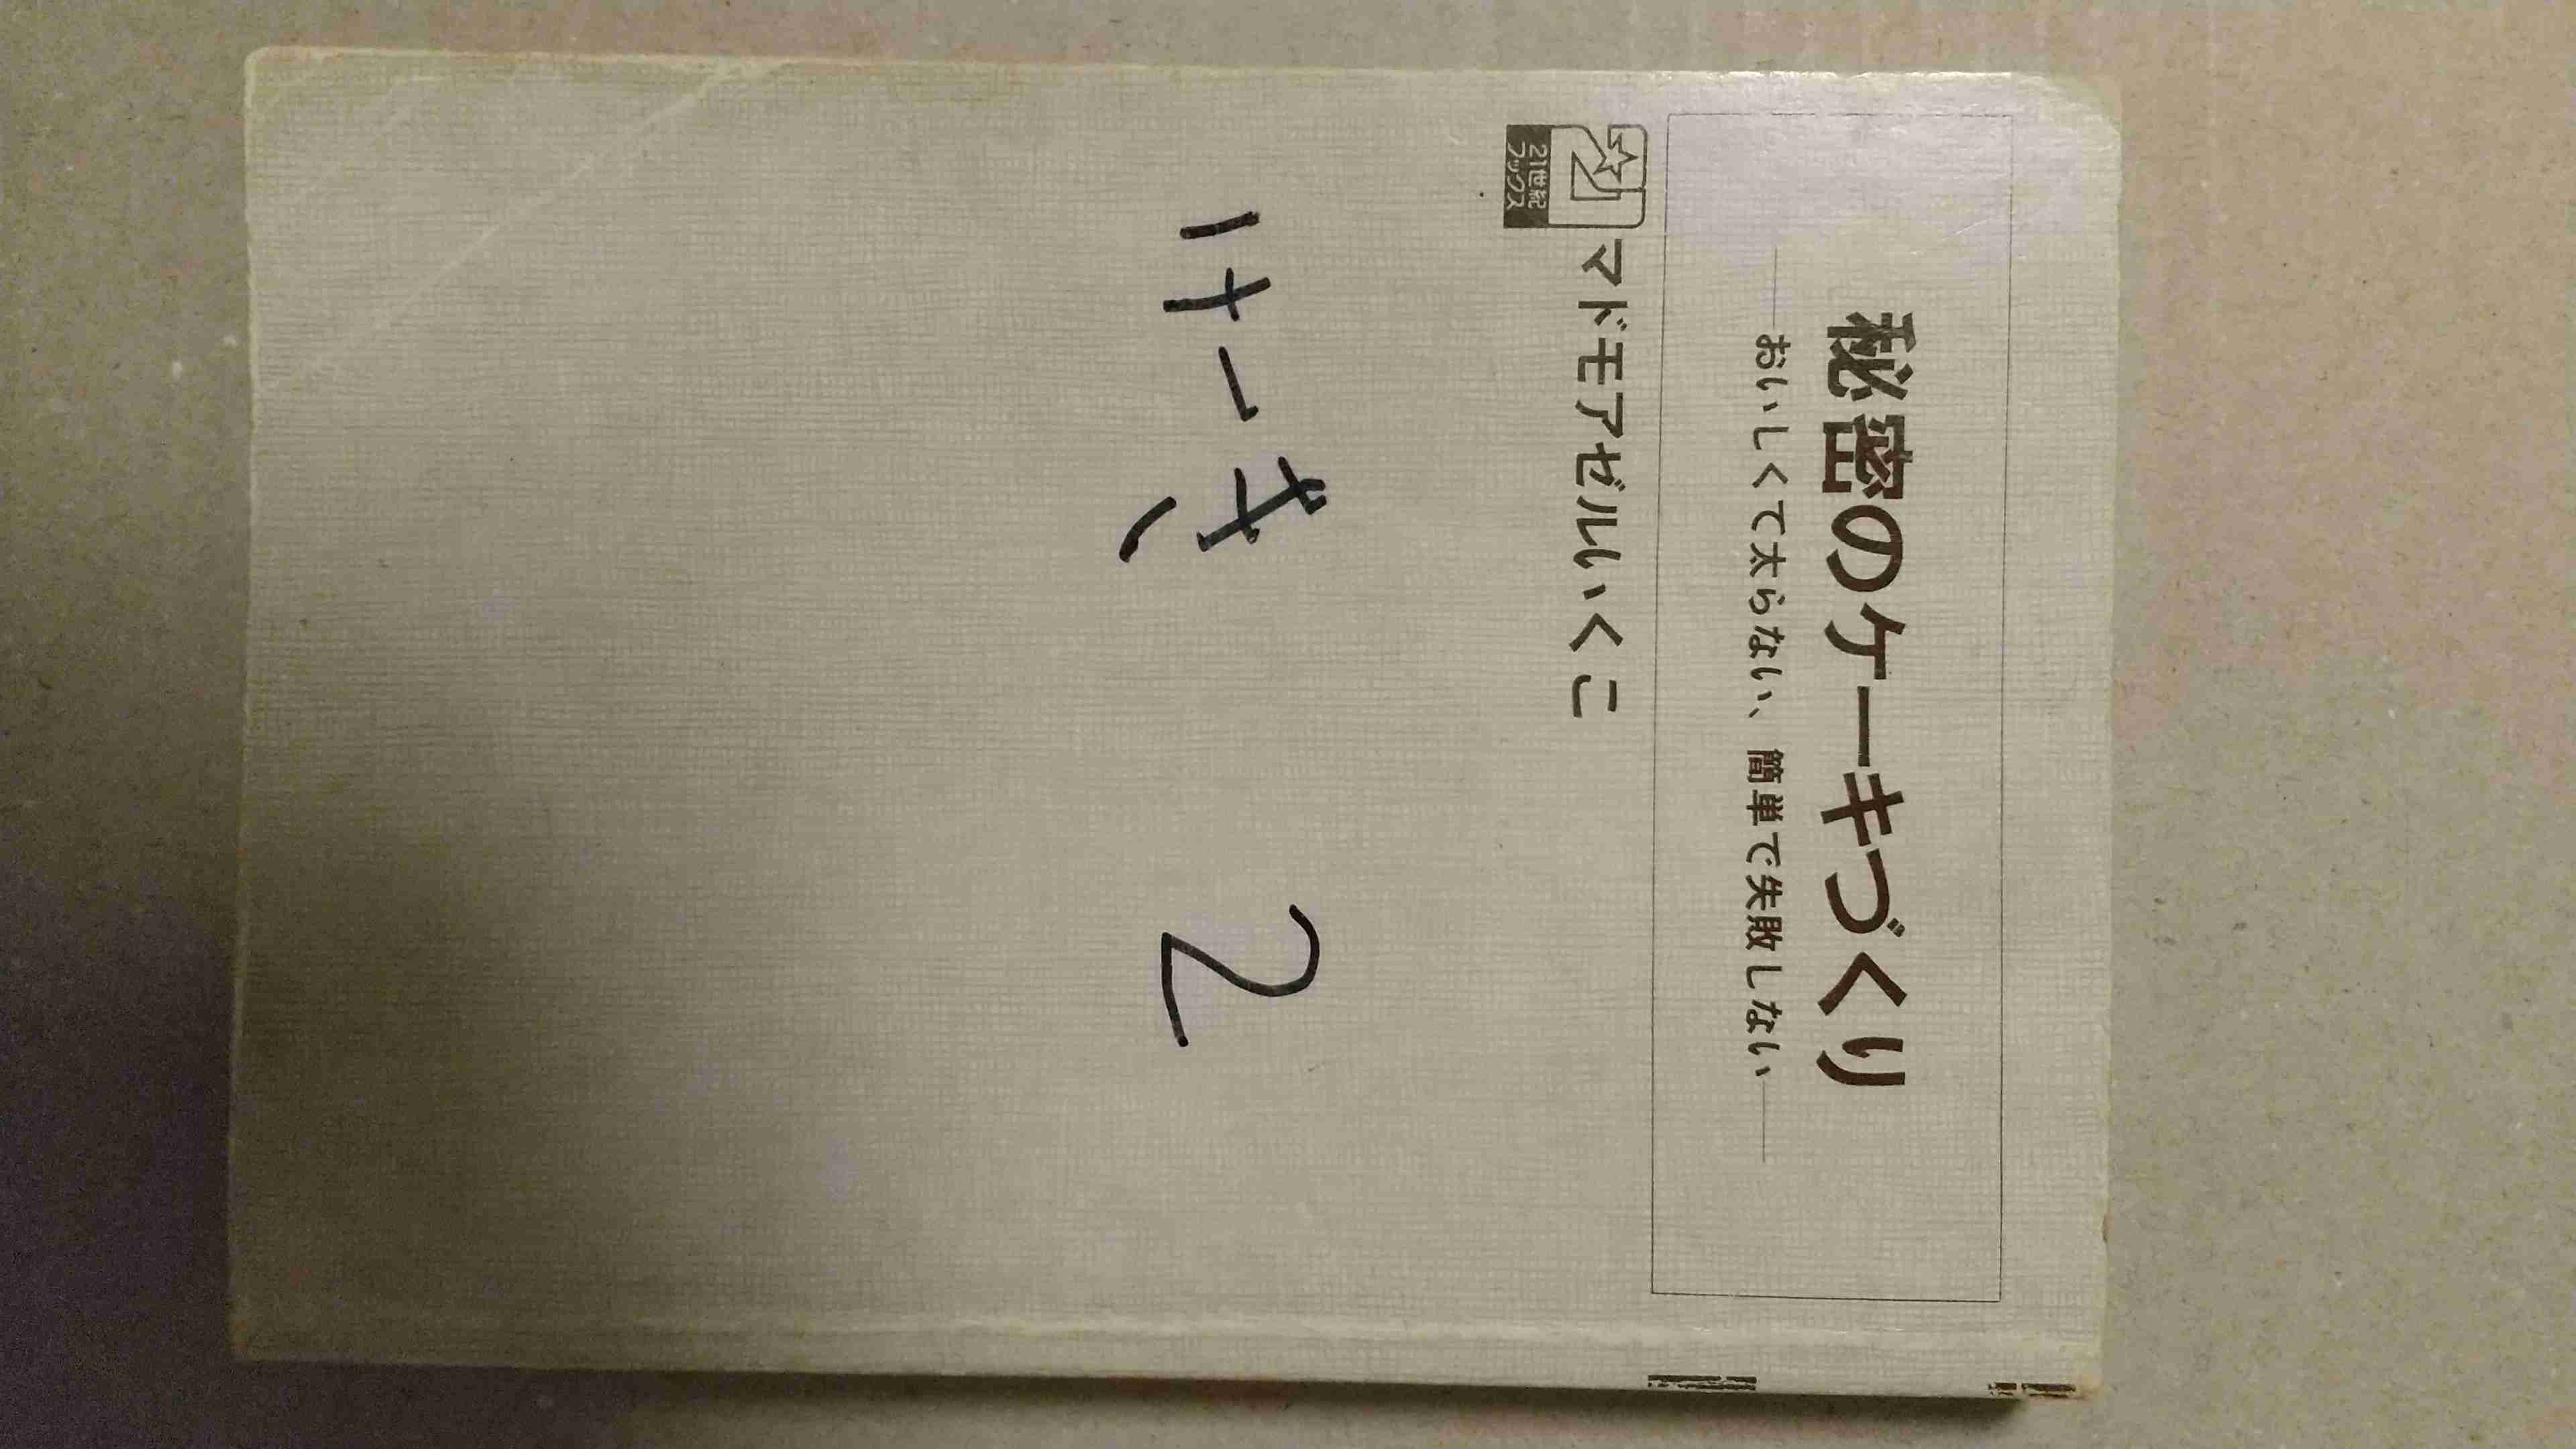 秘密のケーキづくり
おいしくて太らない、簡単で失敗しない
21世紀
ブックス
マドモアゼルいくこ
けーき
2